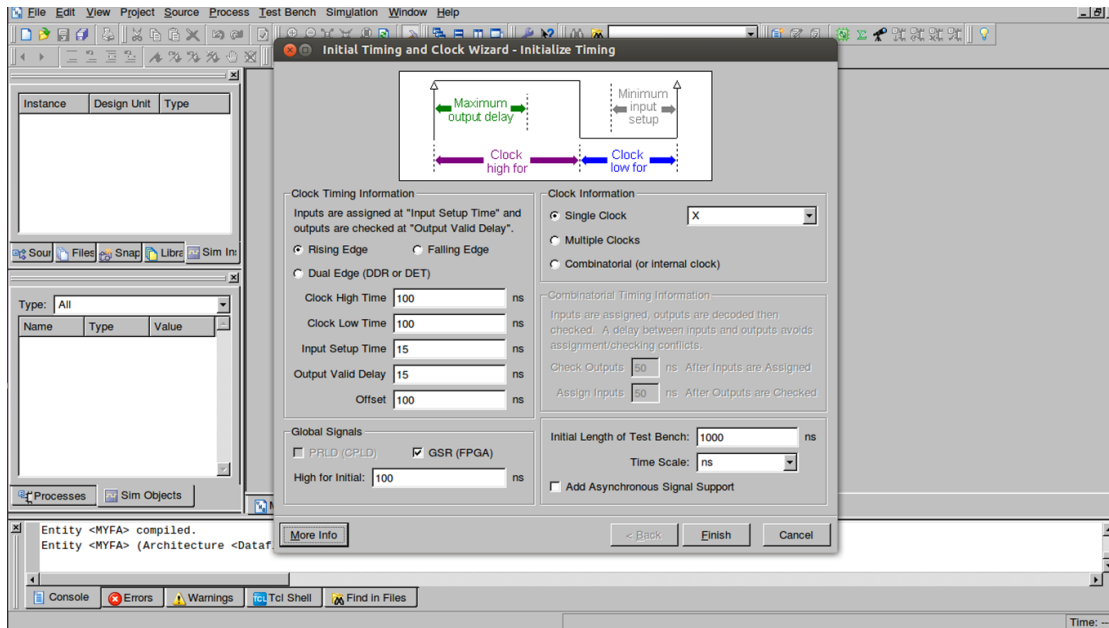 File Edit View Project Source Process Test Bench Simulation Window Help
Initial Timing and Clock Wizard - Initialize Timing
Instance Design Unit Type
Maximum
output delay
Minimum
input
setup
Clock
high for
Clock
low for
Clock Timing Information
Inputs are assigned at "Input Setup Time" and
outputs are checked at "Output Valid Delay".
Rising Edge Falling Edge
Dual Edge (DDR or DET)
Clock High Time 100 ns
Clock Low Time 100 ns
Input Setup Time 15 ns
Output Valid Delay 15 ns
Offset 100 ns
Global Signals
PRLD (CPLD) GSR (FPGA)
High for Initial: 100 ns
Clock Information
Single Clock X
Multiple Clocks
Combinatorial (or internal clock)
Combinatorial Timing Information
Inputs are assigned, outputs are decoded then
checked. A delay between inputs and outputs avoids
assignment/checking conflicts.
Check Outputs 50 ns After Inputs are Assigned
Assign Inputs 50 ns After Outputs are Checked
Initial Length of Test Bench: 1000 ns
Time Scale: ns
Add Asynchronous Signal Support
More Info < Back Finish Cancel
Sour Files Snap Libra Sim In
Type: All
Name Type Value
Processes Sim Objects
Entity <MYFA> compiled.
Entity <MYFA> (Architecture <Dataf
Console Errors Warnings TCL Tcl Shell Find in Files
Time: --